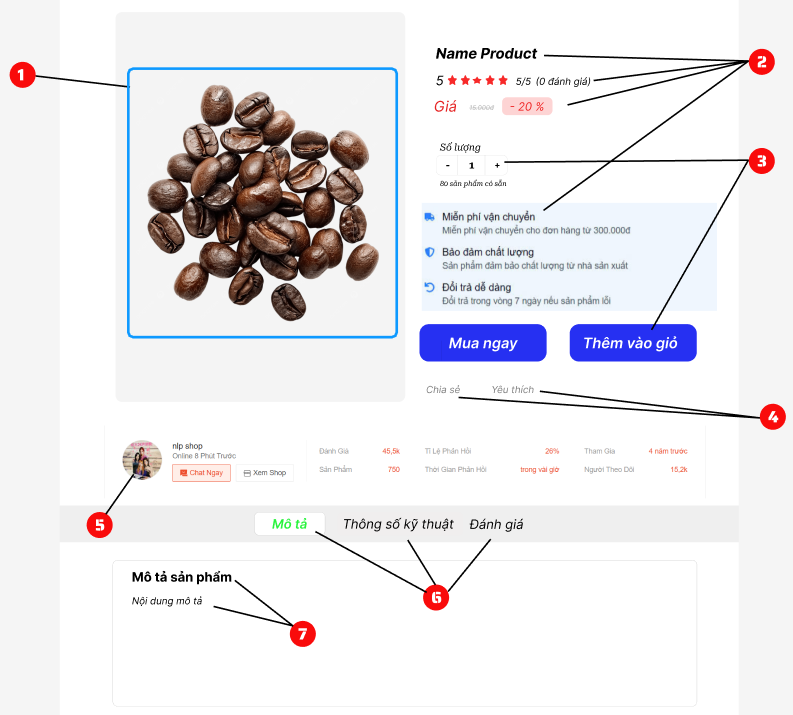 1
Name Product
2
5 5/5 (0 đánh giá)
Giá 15.000đ - 20 %
Số lượng
- 1 +
3
80 sản phẩm có sẵn
Miễn phí vận chuyển
Miễn phí vận chuyển cho đơn hàng từ 300.000đ
Bảo đảm chất lượng
Sản phẩm đảm bảo chất lượng từ nhà sản xuất
Đổi trả dễ dàng
Đổi trả trong vòng 7 ngày nếu sản phẩm lỗi
Mua ngay
Thêm vào giỏ
Chia sẻ
Yêu thích
4
nlp shop
Online 8 Phút Trước
Chat Ngay
Xem Shop
Đánh Giá 45,5k
Tỉ Lệ Phản Hồi 26%
Tham Gia 4 năm trước
Sản Phẩm 750
Thời Gian Phản Hồi trong vài giờ
Người Theo Dõi 15,2k
5
Mô tả
Thông số kỹ thuật
Đánh giá
6
Mô tả sản phẩm
Nội dung mô tả
7